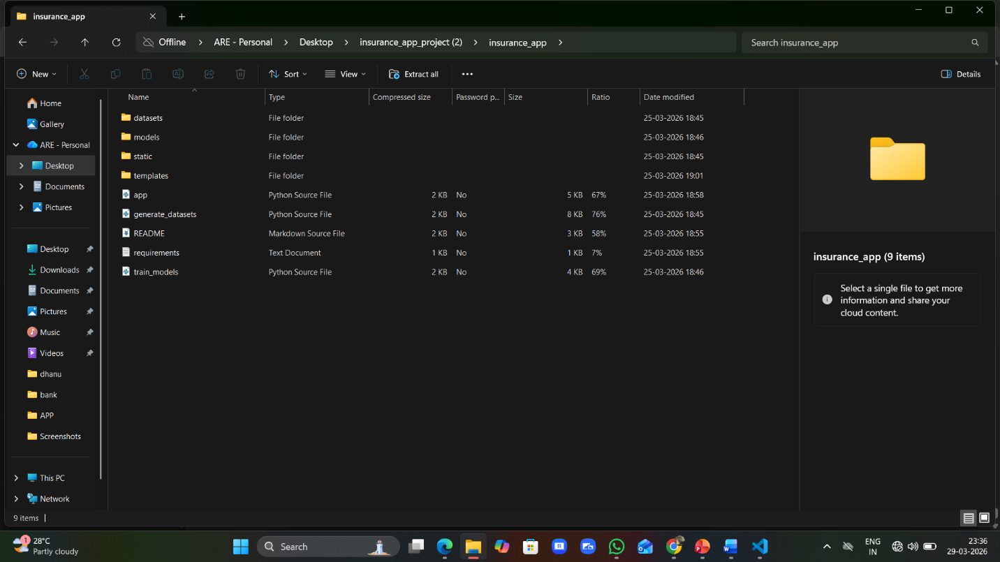 insurance_app
Offline > ARE - Personal > Desktop > insurance_app_project (2) > insurance_app >
Search insurance_app
New Sort View Extract all ... Details
Name Type Compressed size Password p... Size Ratio Date modified
datasets File folder 25-03-2026 18:45
models File folder 25-03-2026 18:46
static File folder 25-03-2026 18:45
templates File folder 25-03-2026 19:01
app Python Source File 2 KB No 5 KB 67% 25-03-2026 18:58
generate_datasets Python Source File 2 KB No 8 KB 76% 25-03-2026 18:45
README Markdown Source File 2 KB No 3 KB 58% 25-03-2026 18:55
requirements Text Document 1 KB No 1 KB 7% 25-03-2026 18:55
train_models Python Source File 2 KB No 4 KB 69% 25-03-2026 18:46
Home
Gallery
ARE - Personal
Desktop
Documents
Pictures
Desktop
Downloads
Documents
Pictures
Music
Videos
dhanu
bank
APP
Screenshots
This PC
Network
insurance_app (9 items)
Select a single file to get more
information and share your
cloud content.
9 items
1
28°C
Partly cloudy
Search
ENG
IN
23:36
29-03-2026